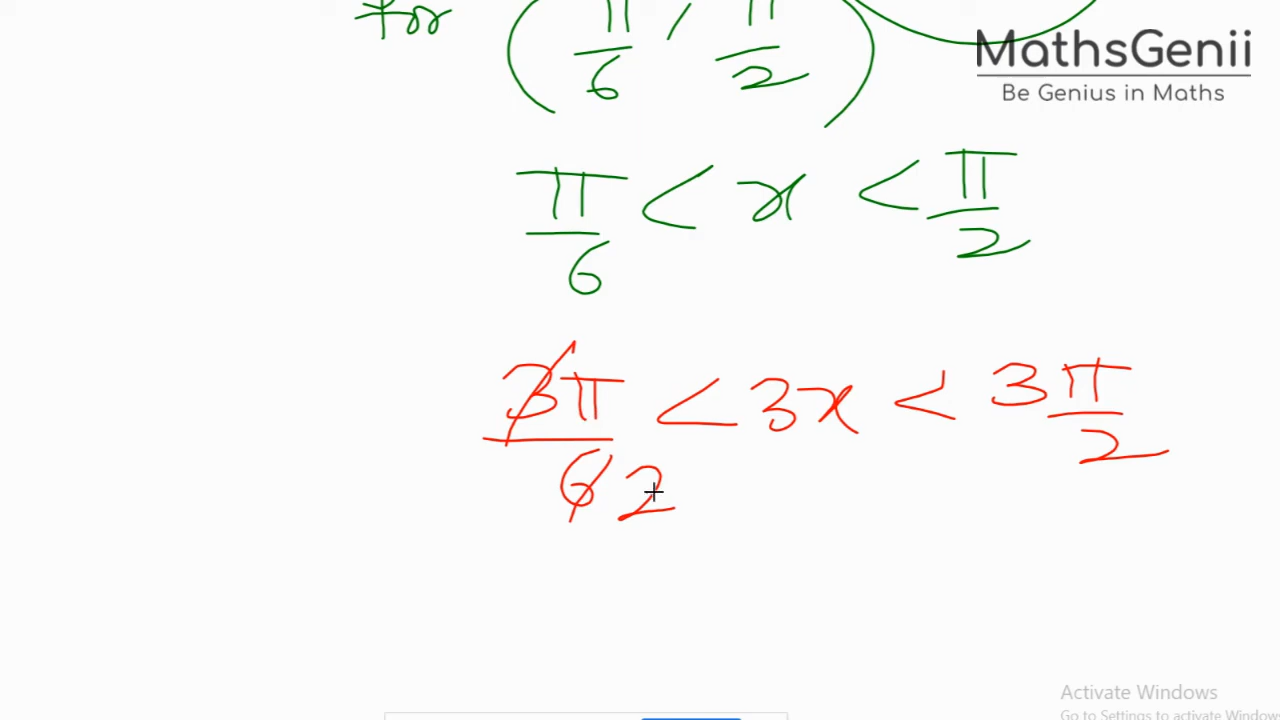 for (π/6, π/2)
MathsGenii
Be Genius in Maths
π/6 < x < π/2
3π/6 2 < 3x < 3π/2
Activate Windows
Go to Settings to activate Window